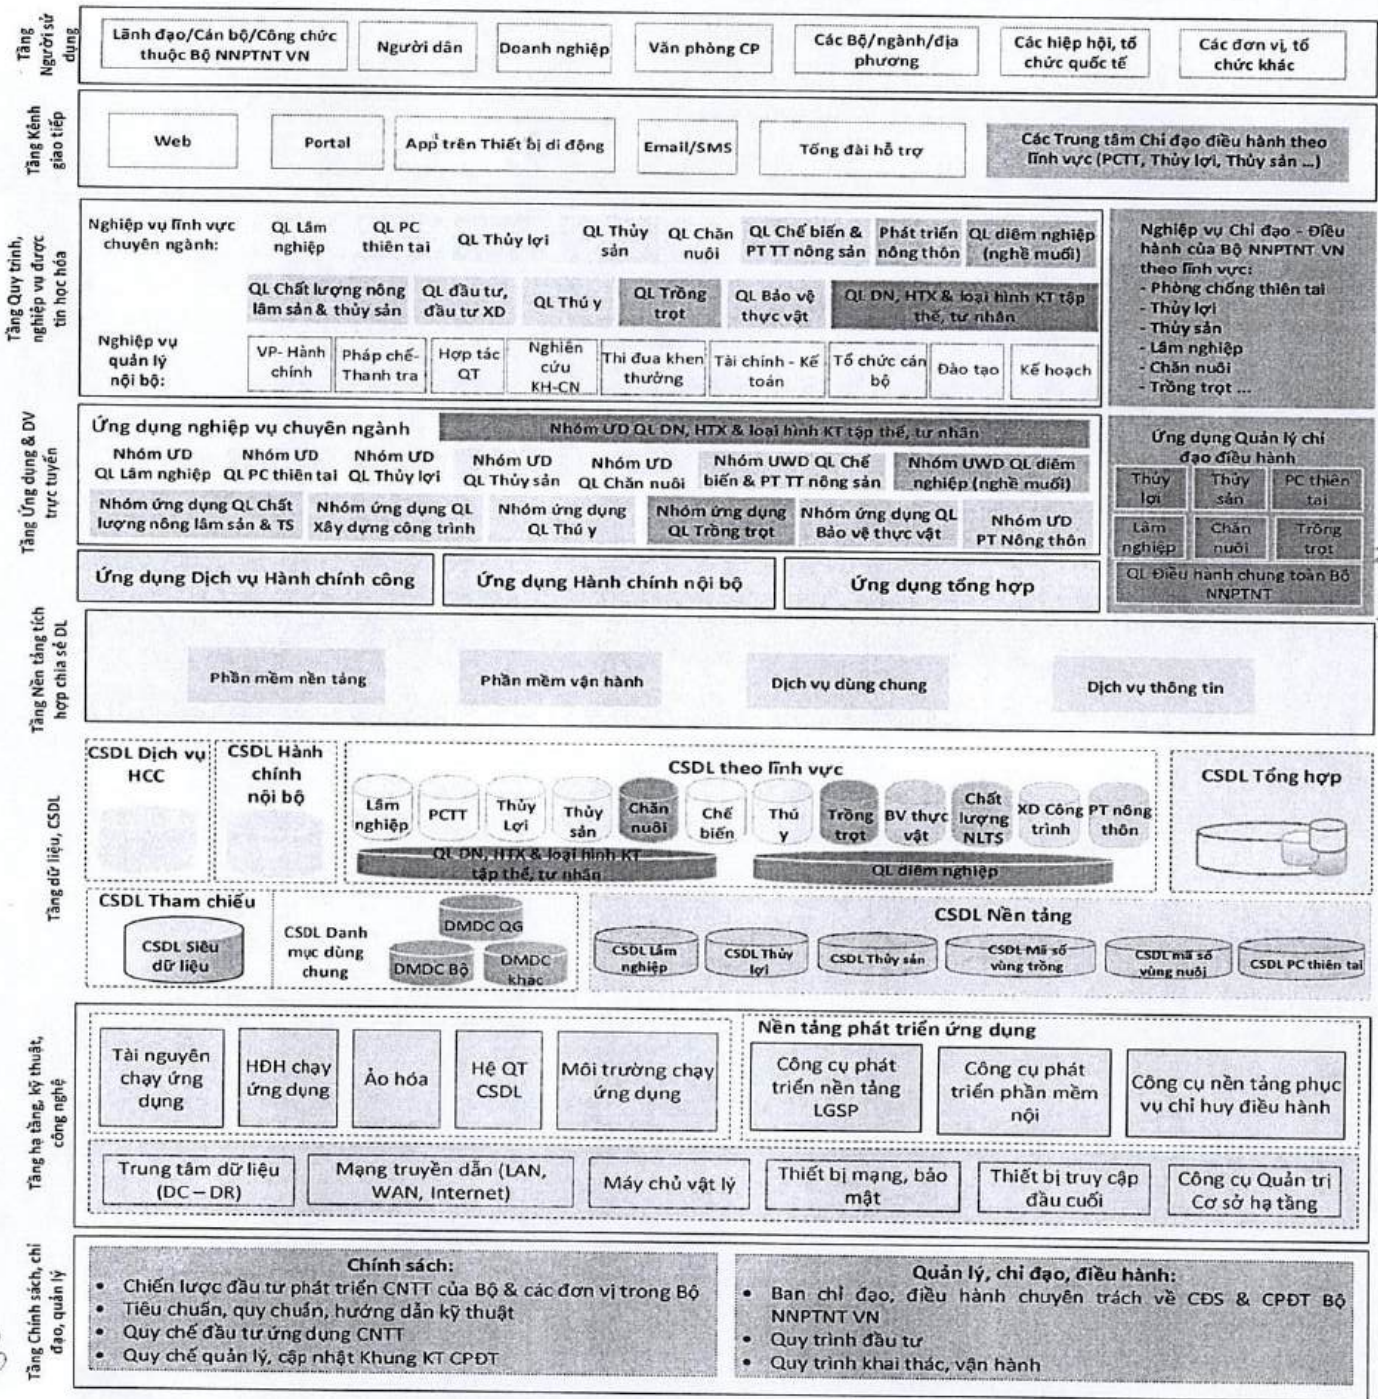 Tầng
Người sử
dụng
Lãnh đạo/Cán bộ/Công chức
thuộc Bộ NNPTNT VN
Người dân
Doanh nghiệp
Văn phòng CP
Các Bộ/ngành/địa
phương
Các hiệp hội, tổ
chức quốc tế
Các đơn vị, tổ
chức khác
Tầng Kênh
giao tiếp
Web
Portal
App trên Thiết bị di động
Email/SMS
Tổng đài hỗ trợ
Các Trung tâm Chỉ đạo điều hành theo
lĩnh vực (PCTT, Thủy lợi, Thủy sản ...)
Tầng Quy trình,
nghiệp vụ được
tin học hóa
Nghiệp vụ lĩnh vực
chuyên ngành:
QL Lâm
nghiệp
QL PC
thiên tai
QL Thủy lợi
QL Thủy
sản
QL Chăn
nuôi
QL Chế biến &
PT TT nông sản
Phát triển
nông thôn
QL diêm nghiệp
(nghề muối)
QL Chất lượng nông
lâm sản & thủy sản
QL đầu tư,
đầu tư XD
QL Thú y
QL Trồng
trọt
QL Bảo vệ
thực vật
QL DN, HTX & loại hình KT tập
thể, tư nhân
Nghiệp vụ
quản lý
nội bộ:
VP- Hành
chính
Pháp chế-
Thanh tra
Hợp tác
QT
Nghiên
cứu
KH-CN
Thi đua khen
thưởng
Tài chính - Kế
toán
Tổ chức cán
bộ
Đào tạo
Kế hoạch
Nghiệp vụ Chỉ đạo - Điều
hành của Bộ NNPTNT VN
theo lĩnh vực:
- Phòng chống thiên tai
- Thủy lợi
- Thủy sản
- Lâm nghiệp
- Chăn nuôi
- Trồng trọt ...
Tầng Ứng dụng & DV
trực tuyến
Ứng dụng nghiệp vụ chuyên ngành
Nhóm ƯD QL DN, HTX & loại hình KT tập thể, tư nhân
Nhóm ƯD
QL Lâm nghiệp
Nhóm ƯD
QL PC thiên tai
Nhóm ƯD
QL Thủy lợi
Nhóm ƯD
QL Thủy sản
Nhóm ƯD
QL Chăn nuôi
Nhóm UWD QL Chế
biến & PT TT nông sản
Nhóm UWD QL diêm
nghiệp (nghề muối)
Nhóm ứng dụng QL Chất
lượng nông lâm sản & TS
Nhóm ứng dụng QL
Xây dựng công trình
Nhóm ứng dụng
QL Thú y
Nhóm ứng dụng
QL Trồng trọt
Nhóm ứng dụng QL
Bảo vệ thực vật
Nhóm ƯD
PT Nông thôn
Ứng dụng Dịch vụ Hành chính công
Ứng dụng Hành chính nội bộ
Ứng dụng tổng hợp
Ứng dụng Quản lý chỉ
đạo điều hành
Thủy
lợi
Thủy
sản
PC thiên
tai
Lâm
nghiệp
Chăn
nuôi
Trồng
trọt
QL Điều hành chung toàn Bộ
NNPTNT
Tầng Nền tảng tích
hợp chia sẻ DL
Phần mềm nền tảng
Phần mềm vận hành
Dịch vụ dùng chung
Dịch vụ thông tin
Tầng dữ liệu, CSDL
CSDL Dịch vụ
HCC
CSDL Hành
chính
nội bộ
CSDL theo lĩnh vực
Lâm
nghiệp
PCTT
Thủy
Lợi
Thủy
sản
Chăn
nuôi
Chế
biến
Thú
y
Trồng
trọt
BV thực
vật
Chất
lượng
NLTS
XD Công
trình
PT nông
thôn
QL DN, HTX & loại hình KT
tập thể, tư nhân
QL diêm nghiệp
CSDL Tổng hợp
CSDL Tham chiếu
CSDL Siêu
dữ liệu
CSDL Danh
mục dùng
chung
DMDC QG
DMDC Bộ
DMDC
khác
CSDL Nền tảng
CSDL Lâm
nghiệp
CSDL Thủy
lợi
CSDL Thủy sản
CSDL Mã số
vùng trồng
CSDL mã số
vùng nuôi
CSDL PC thiên tai
Tầng hạ tầng, kỹ thuật,
công nghệ
Tài nguyên
chạy ứng
dụng
HĐH chạy
ứng dụng
Ảo hóa
Hệ QT
CSDL
Môi trường chạy
ứng dụng
Nền tảng phát triển ứng dụng
Công cụ phát
triển nền tảng
LGSP
Công cụ phát
triển phần mềm
nội
Công cụ nền tảng phục
vụ chỉ huy điều hành
Trung tâm dữ liệu
(DC – DR)
Mạng truyền dẫn (LAN,
WAN, Internet)
Máy chủ vật lý
Thiết bị mạng, bảo
mật
Thiết bị truy cập
đầu cuối
Công cụ Quản trị
Cơ sở hạ tầng
Tầng Chính sách, chỉ
đạo, quản lý
Chính sách:
• Chiến lược đầu tư phát triển CNTT của Bộ & các đơn vị trong Bộ
• Tiêu chuẩn, quy chuẩn, hướng dẫn kỹ thuật
• Quy chế đầu tư ứng dụng CNTT
• Quy chế quản lý, cập nhật Khung KT CPĐT
Quản lý, chỉ đạo, điều hành:
• Ban chỉ đạo, điều hành chuyên trách về CĐS & CPĐT Bộ
NNPTNT VN
• Quy trình đầu tư
• Quy trình khai thác, vận hành